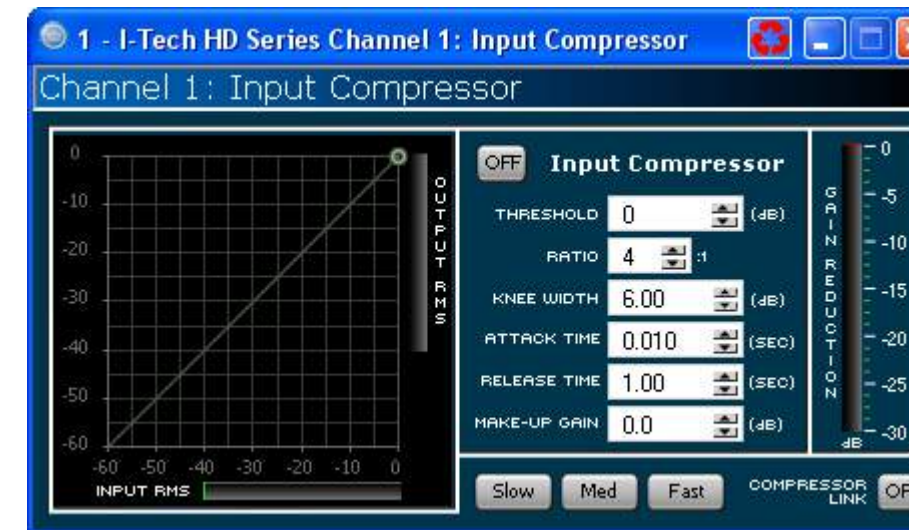 1 - I-Tech HD Series Channel 1: Input Compressor
Channel 1: Input Compressor
0
-10
-20
-30
-40
-50
-60
-60 -50 -40 -30 -20 -10 0
INPUT RMS
OUTPUT RMS
OFF Input Compressor
THRESHOLD 0 (dB)
RATIO 4 :1
KNEE WIDTH 6.00 (dB)
ATTACK TIME 0.010 (SEC)
RELEASE TIME 1.00 (SEC)
MAKE-UP GAIN 0.0 (dB)
GAIN REDUCTION
0
-5
-10
-15
-20
-25
-30
dB
Slow Med Fast COMPRESSOR LINK